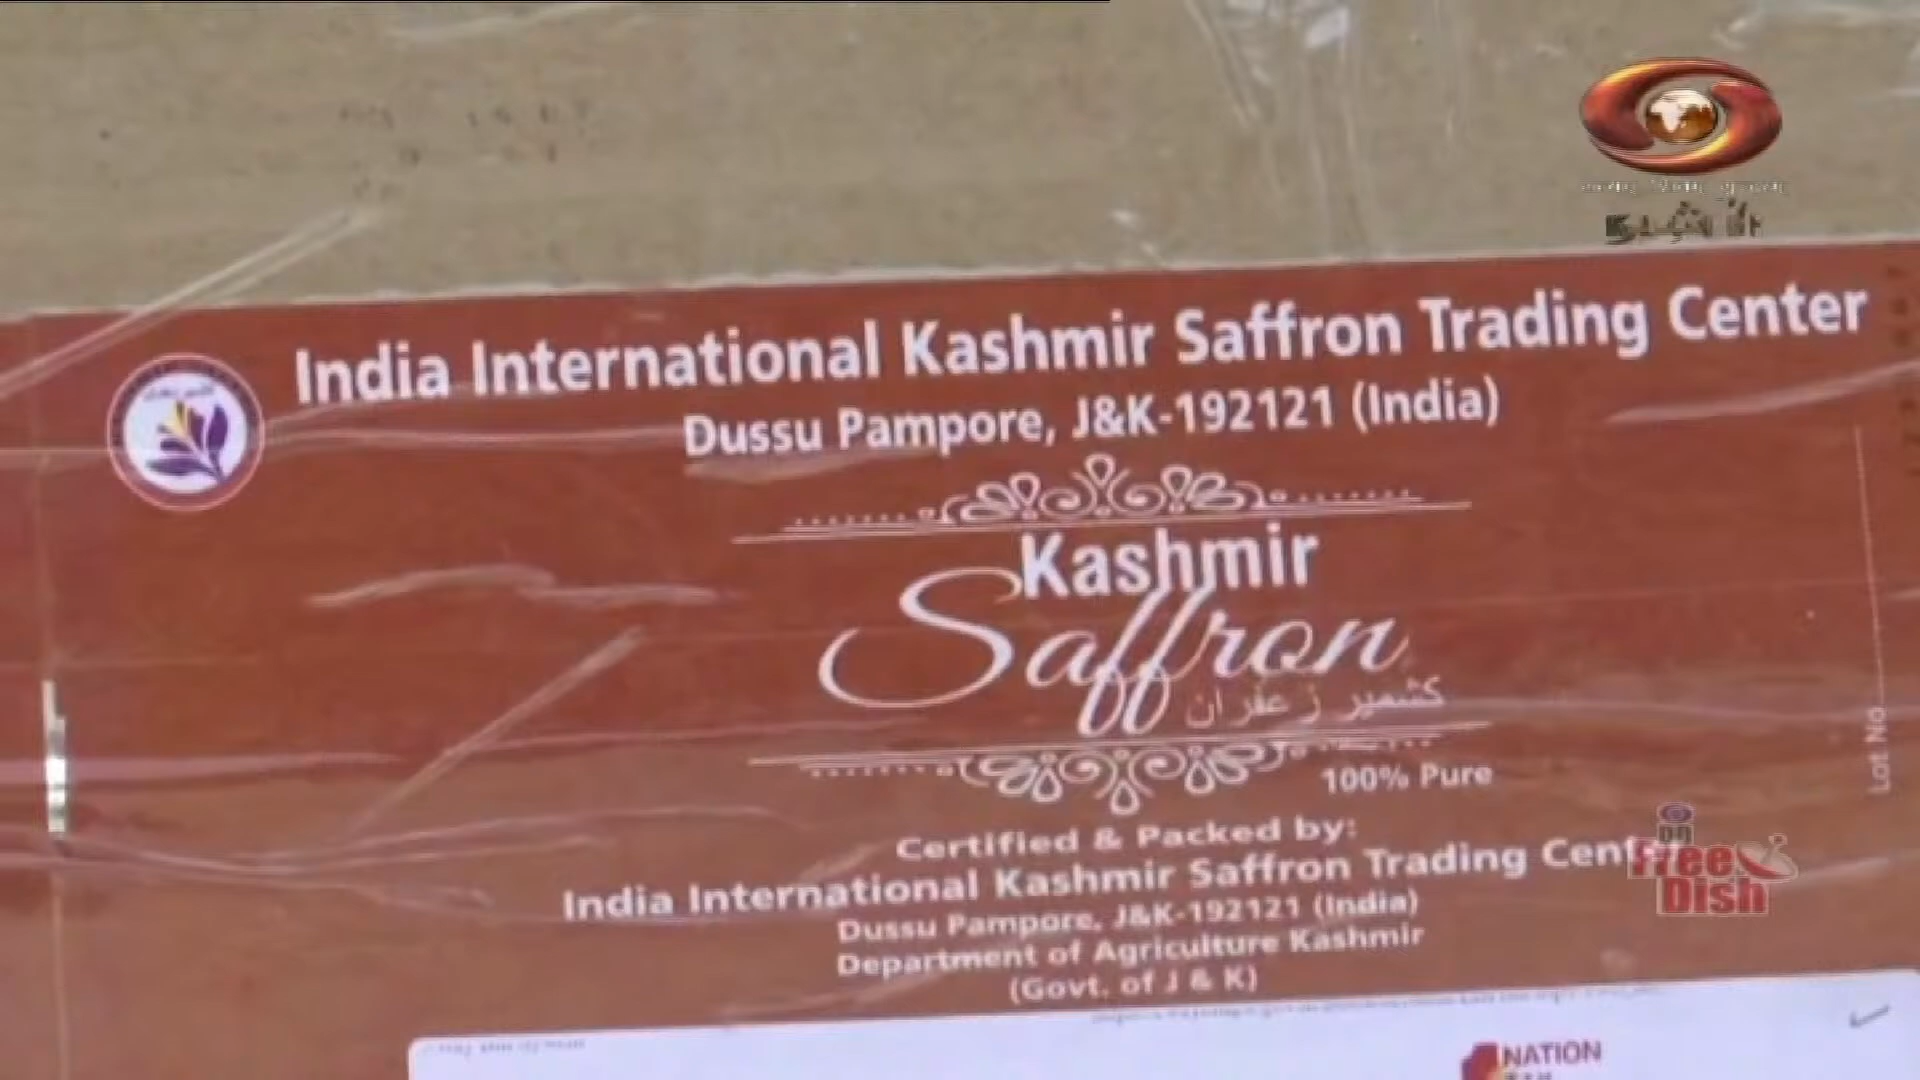 India International Kashmir Saffron Trading Center
Dussu Pampore, J&K-192121 (India)
Kashmir
Saffron
کشمیر زعفران
100% Pure
Lot No.
Certified & Packed by:
India International Kashmir Saffron Trading
Dussu Pampore, J&K-192121 (India)
Department of Agriculture Kashmir
(Govt. of J & K)
on
Free
Dish
NATION